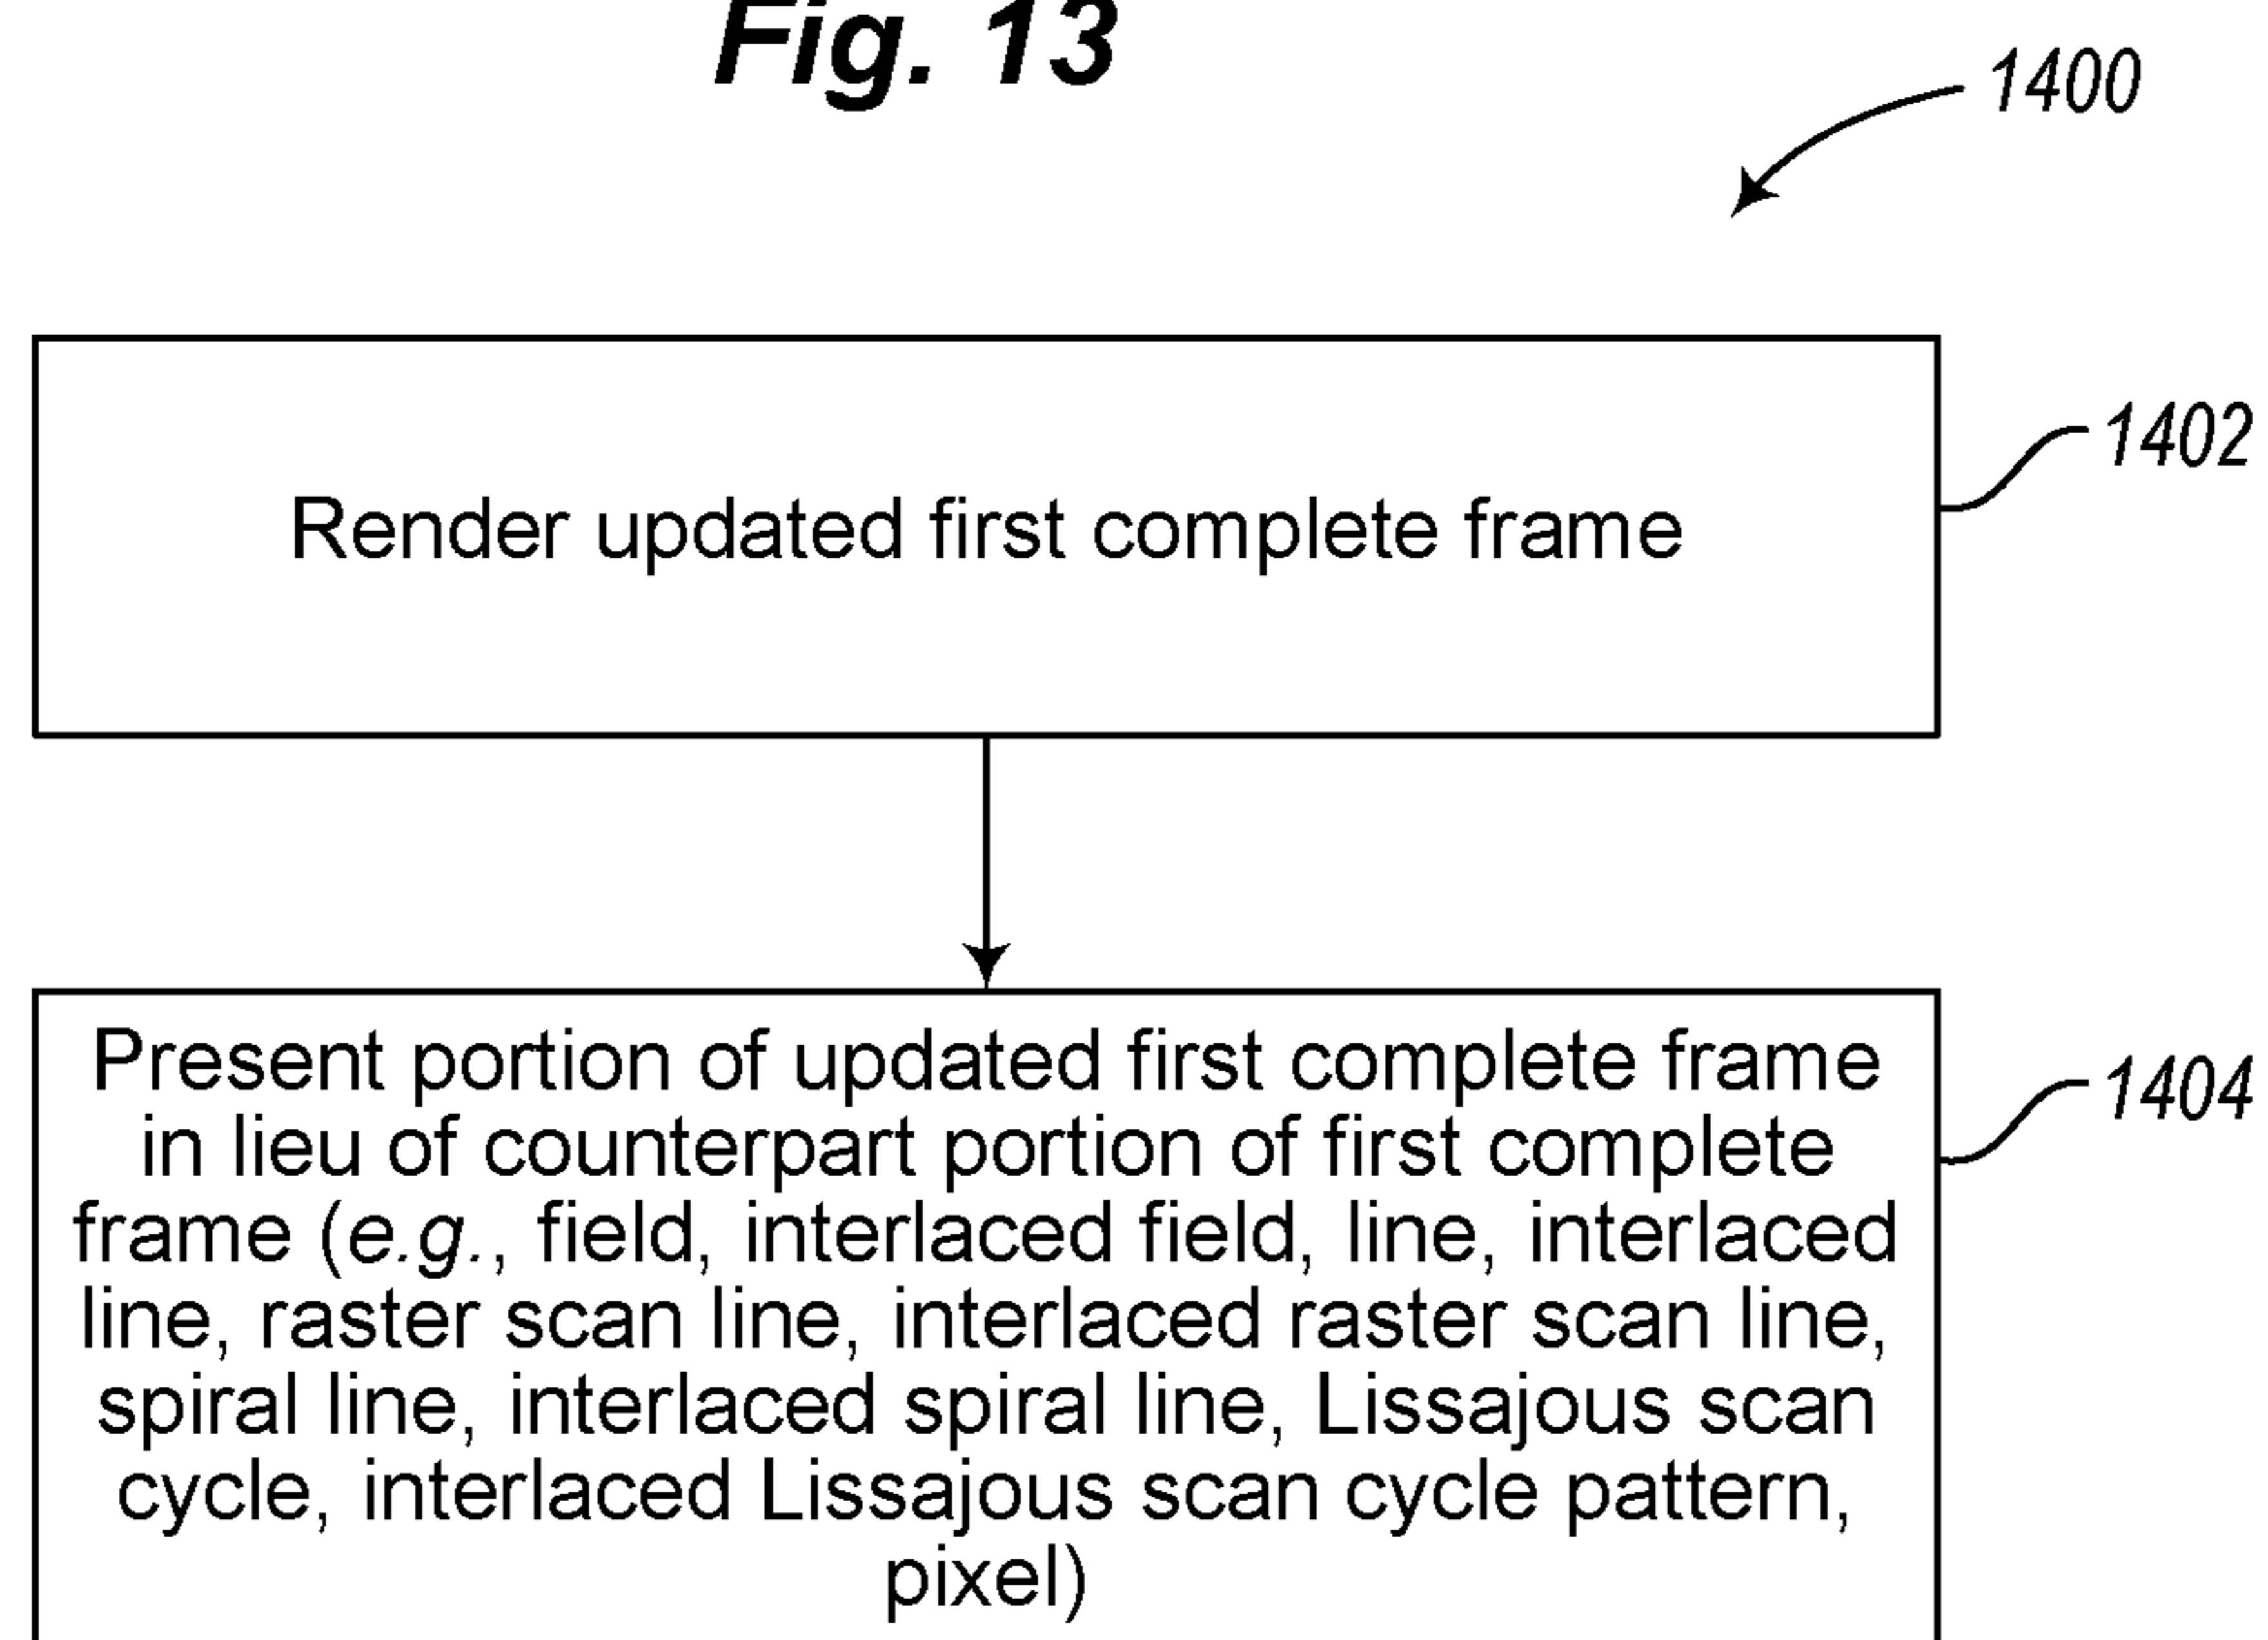 Fig. 13
1400
Render updated first complete frame
1402
Present portion of updated first complete frame
in lieu of counterpart portion of first complete
frame (e.g., field, interlaced field, line, interlaced
line, raster scan line, interlaced raster scan line,
spiral line, interlaced spiral line, Lissajous scan
cycle, interlaced Lissajous scan cycle pattern,
pixel)
1404